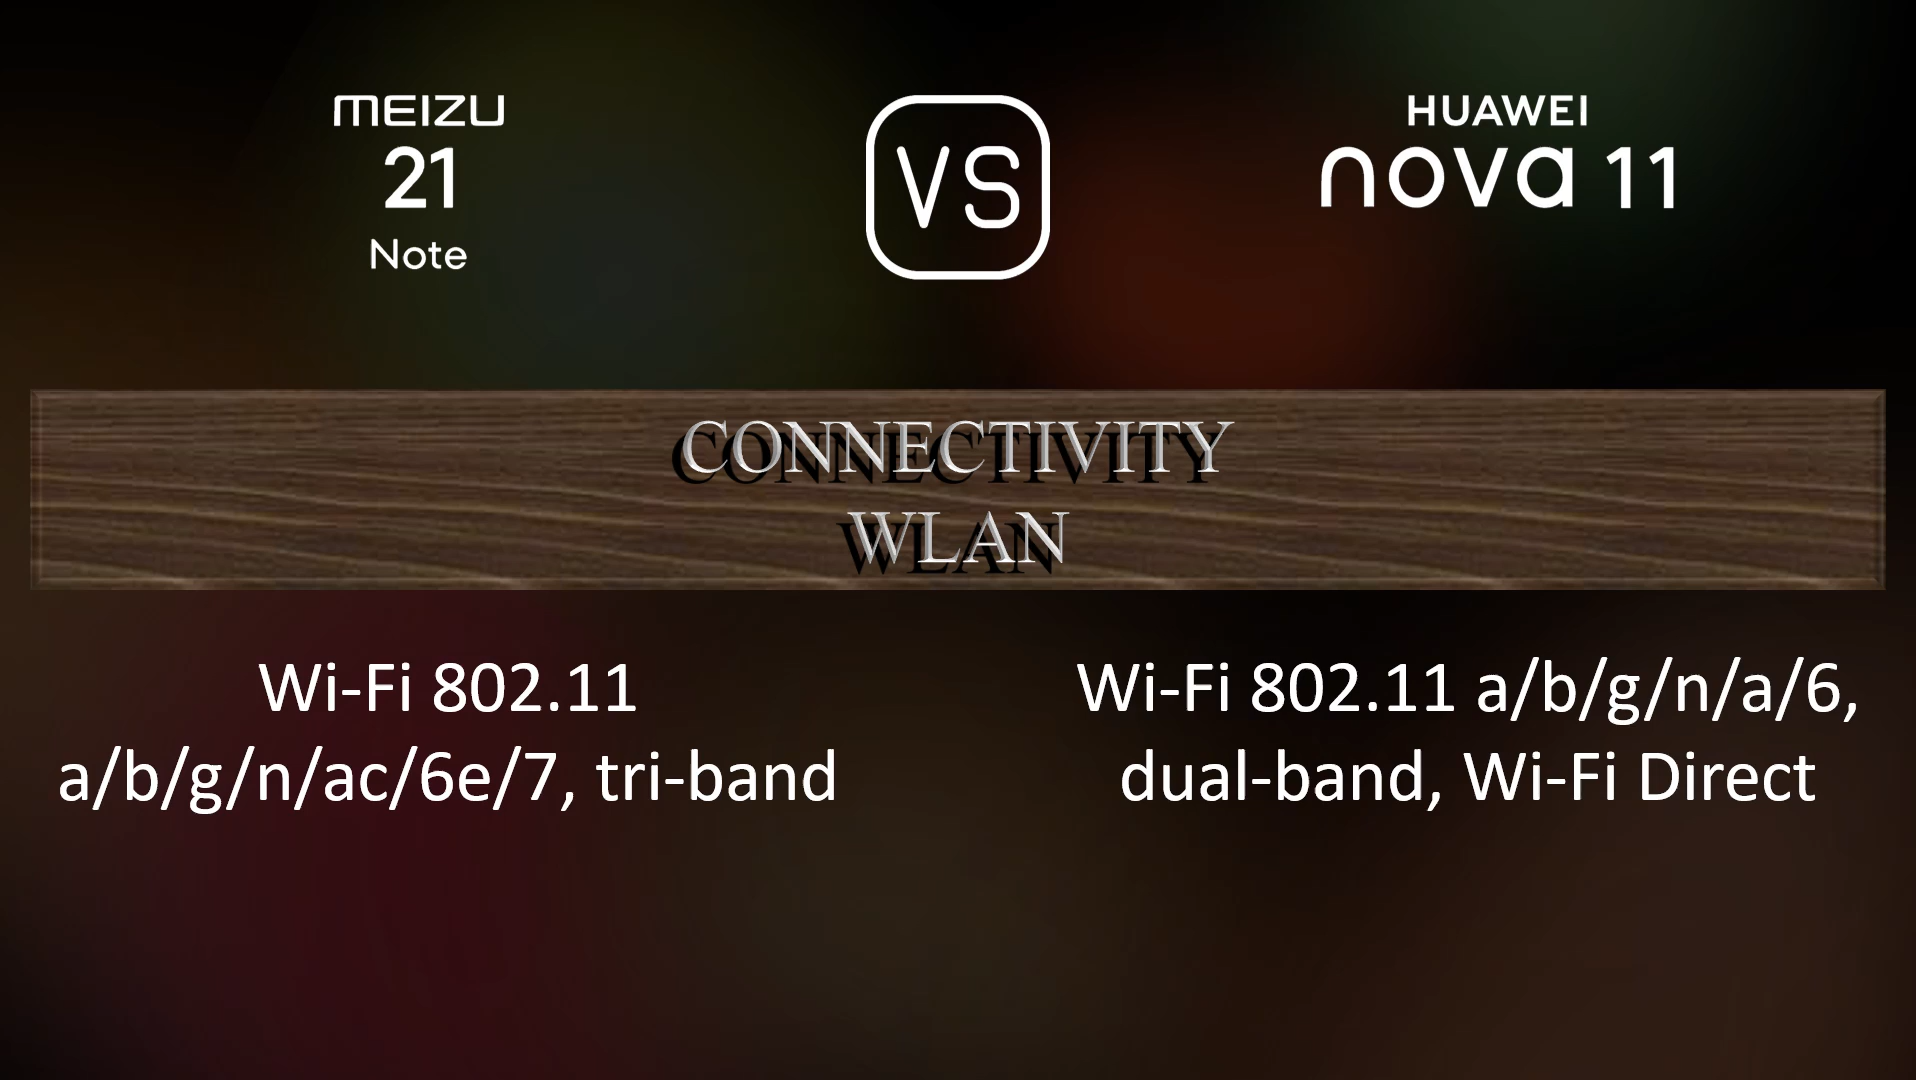 MEIZU
21
Note
VS
HUAWEI
nova 11
CONNECTIVITY
WLAN
Wi-Fi 802.11
a/b/g/n/ac/6e/7, tri-band
Wi-Fi 802.11 a/b/g/n/a/6,
dual-band, Wi-Fi Direct